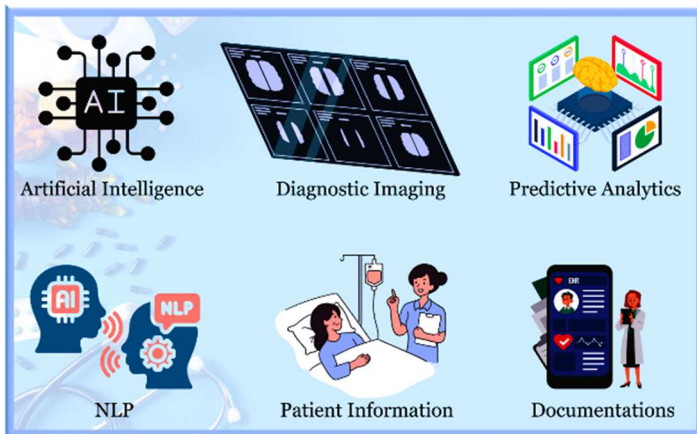 AI
Artificial Intelligence
Diagnostic Imaging
Predictive Analytics
AI
NLP
NLP
Patient Information
EHR
Documentations